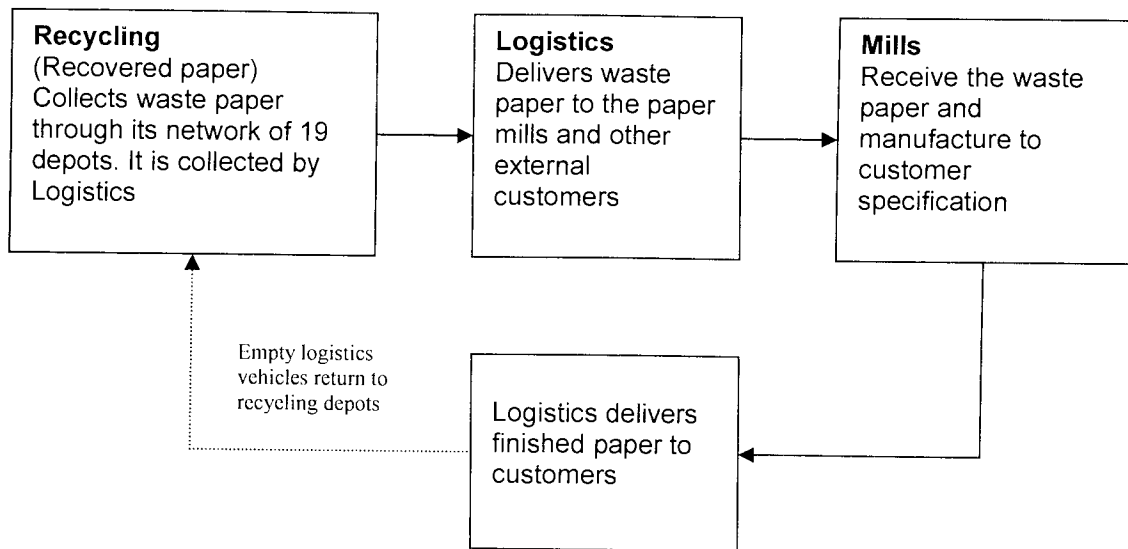 Recycling
(Recovered paper)
Collects waste paper
through its network of 19
depots. It is collected by
Logistics
Logistics
Delivers waste
paper to the paper
mills and other
external
customers
Mills
Receive the waste
paper and
manufacture to
customer
specification
Empty logistics
vehicles return to
recycling depots
Logistics delivers
finished paper to
customers